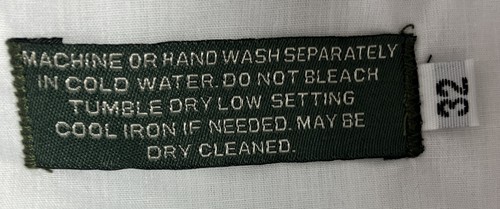 MACHINE OR HAND WASH SEPARATELY
IN COLD WATER. DO NOT BLEACH
TUMBLE DRY LOW SETTING
COOL IRON IF NEEDED. MAY BE
DRY CLEANED.
32